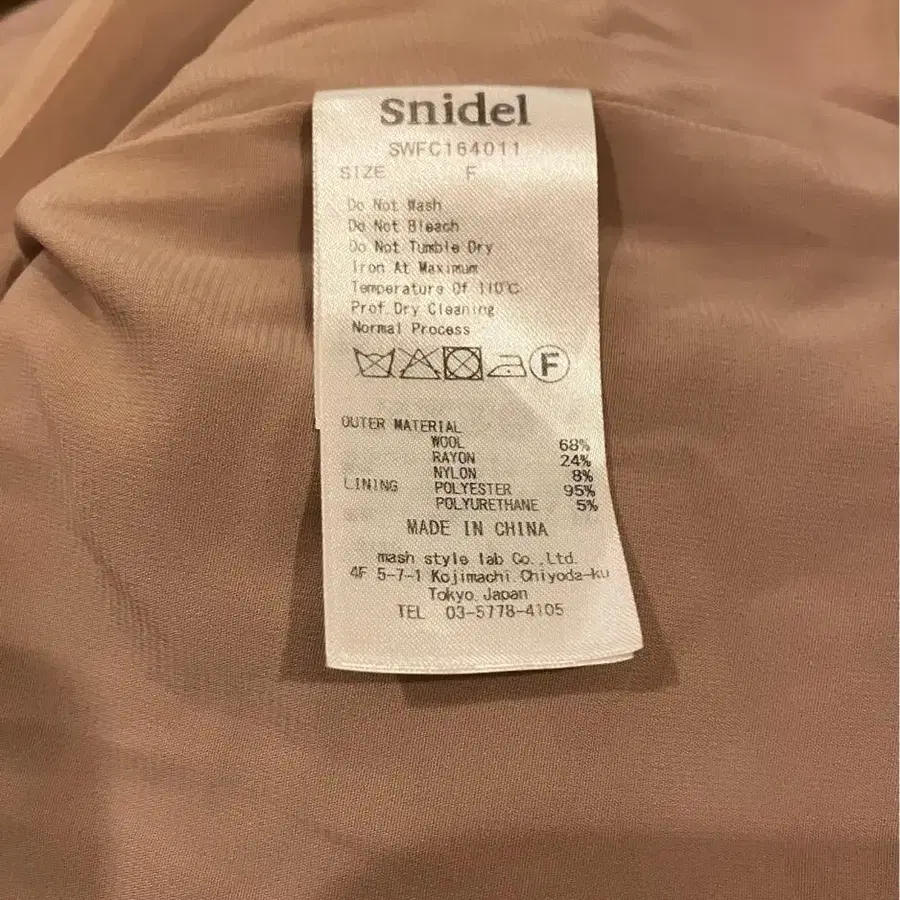 snidel
SWFC164011
SIZE F
Do Not Wash
Do Not Bleach
Do Not Tumble Dry
Iron At Maximum
Temperature Of 110℃
Prof.Dry Cleaning
Normal Process
F
OUTER MATERIAL
WOOL 68%
RAYON 24%
NYLON 8%
LINING POLYESTER 95%
POLYURETHANE 5%
MADE IN CHINA
mash style lab Co.,Ltd.
4F 5-7-1 Kojimachi.Chiyoda-ku
Tokyo.Japan
TEL 03-5778-4105